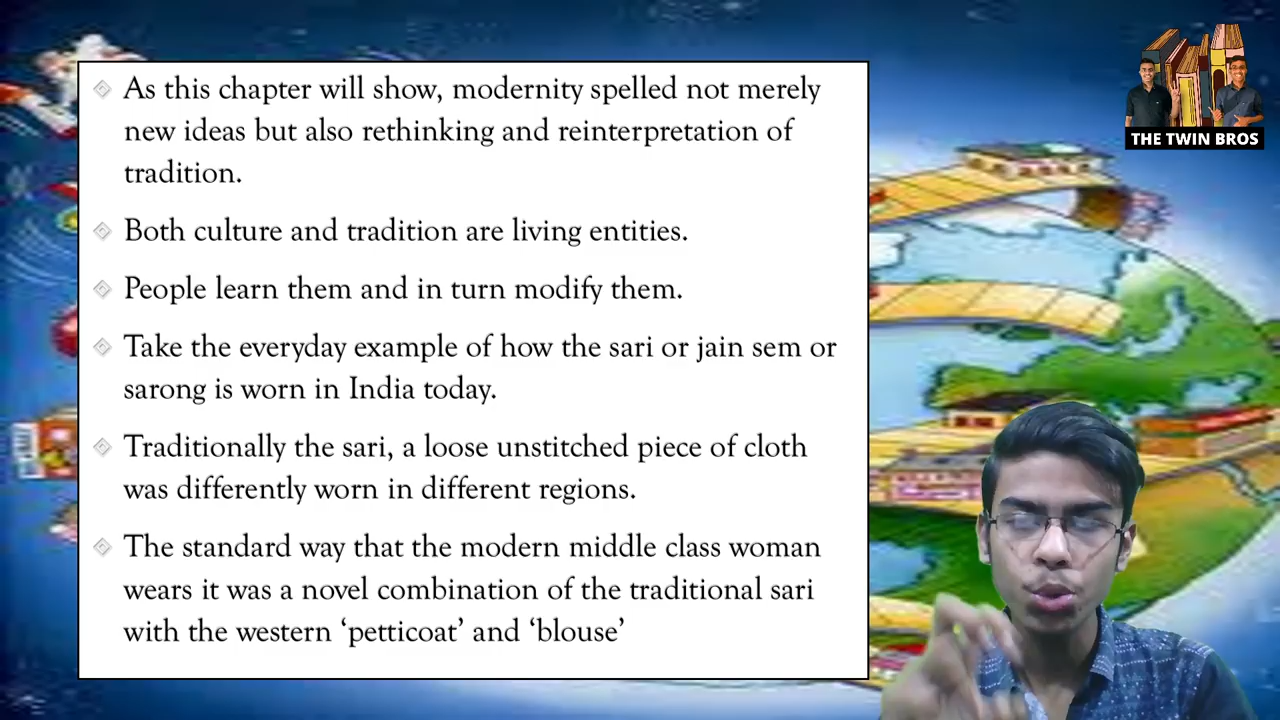 As this chapter will show, modernity spelled not merely
new ideas but also rethinking and reinterpretation of
tradition.
Both culture and tradition are living entities.
People learn them and in turn modify them.
Take the everyday example of how the sari or jain sem or
sarong is worn in India today.
Traditionally the sari, a loose unstitched piece of cloth
was differently worn in different regions.
The standard way that the modern middle class woman
wears it was a novel combination of the traditional sari
with the western ‘petticoat’ and ‘blouse’
THE TWIN BROS